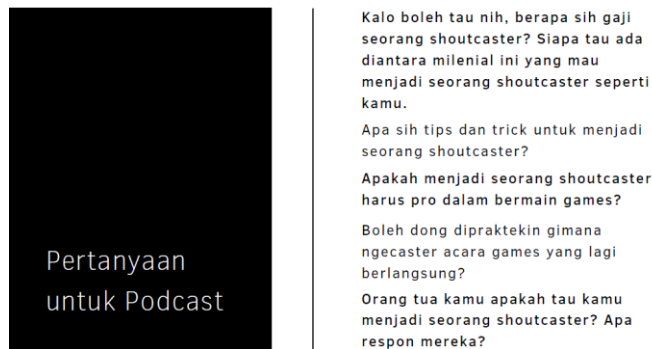 Pertanyaan
untuk Podcast
Kalo boleh tau nih, berapa sih gaji
seorang shoutcaster? Siapa tau ada
diantara milenial ini yang mau
menjadi seorang shoutcaster seperti
kamu.
Apa sih tips dan trick untuk menjadi
seorang shoutcaster?
Apakah menjadi seorang shoutcaster
harus pro dalam bermain games?
Boleh dong dipraktekin gimana
ngecaster acara games yang lagi
berlangsung?
Orang tua kamu apakah tau kamu
menjadi seorang shoutcaster? Apa
respon mereka?